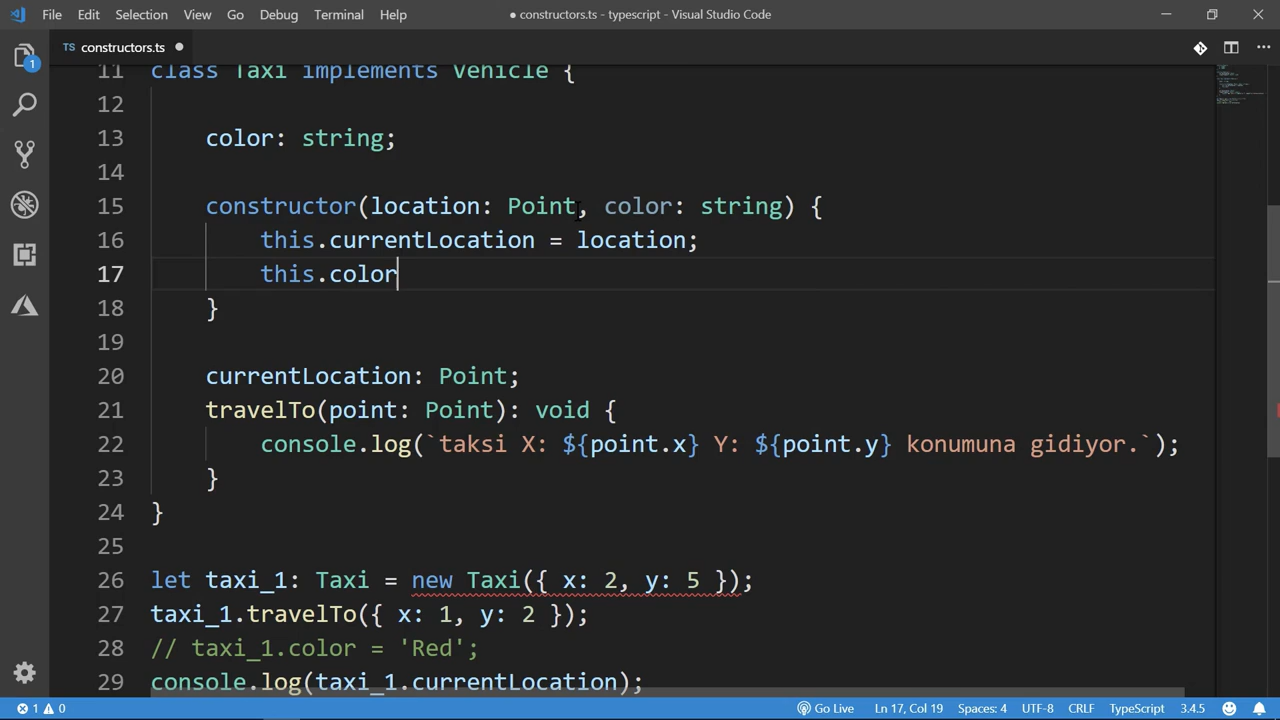 File Edit Selection View Go Debug Terminal Help
● constructors.ts - typescript - Visual Studio Code
TS constructors.ts ●
1
11 class Taxi implements Vehicle {
12
13 color: string;
14
15 constructor(location: Point, color: string) {
16 this.currentLocation = location;
17 this.color
18 }
19
20 currentLocation: Point;
21 travelTo(point: Point): void {
22 console.log(`taksi X: ${point.x} Y: ${point.y} konumuna gidiyor.`);
23 }
24 }
25
26 let taxi_1: Taxi = new Taxi({ x: 2, y: 5 });
27 taxi_1.travelTo({ x: 1, y: 2 });
28 // taxi_1.color = 'Red';
29 console.log(taxi_1.currentLocation);
1 0 Go Live Ln 17, Col 19 Spaces: 4 UTF-8 CRLF TypeScript 3.4.5